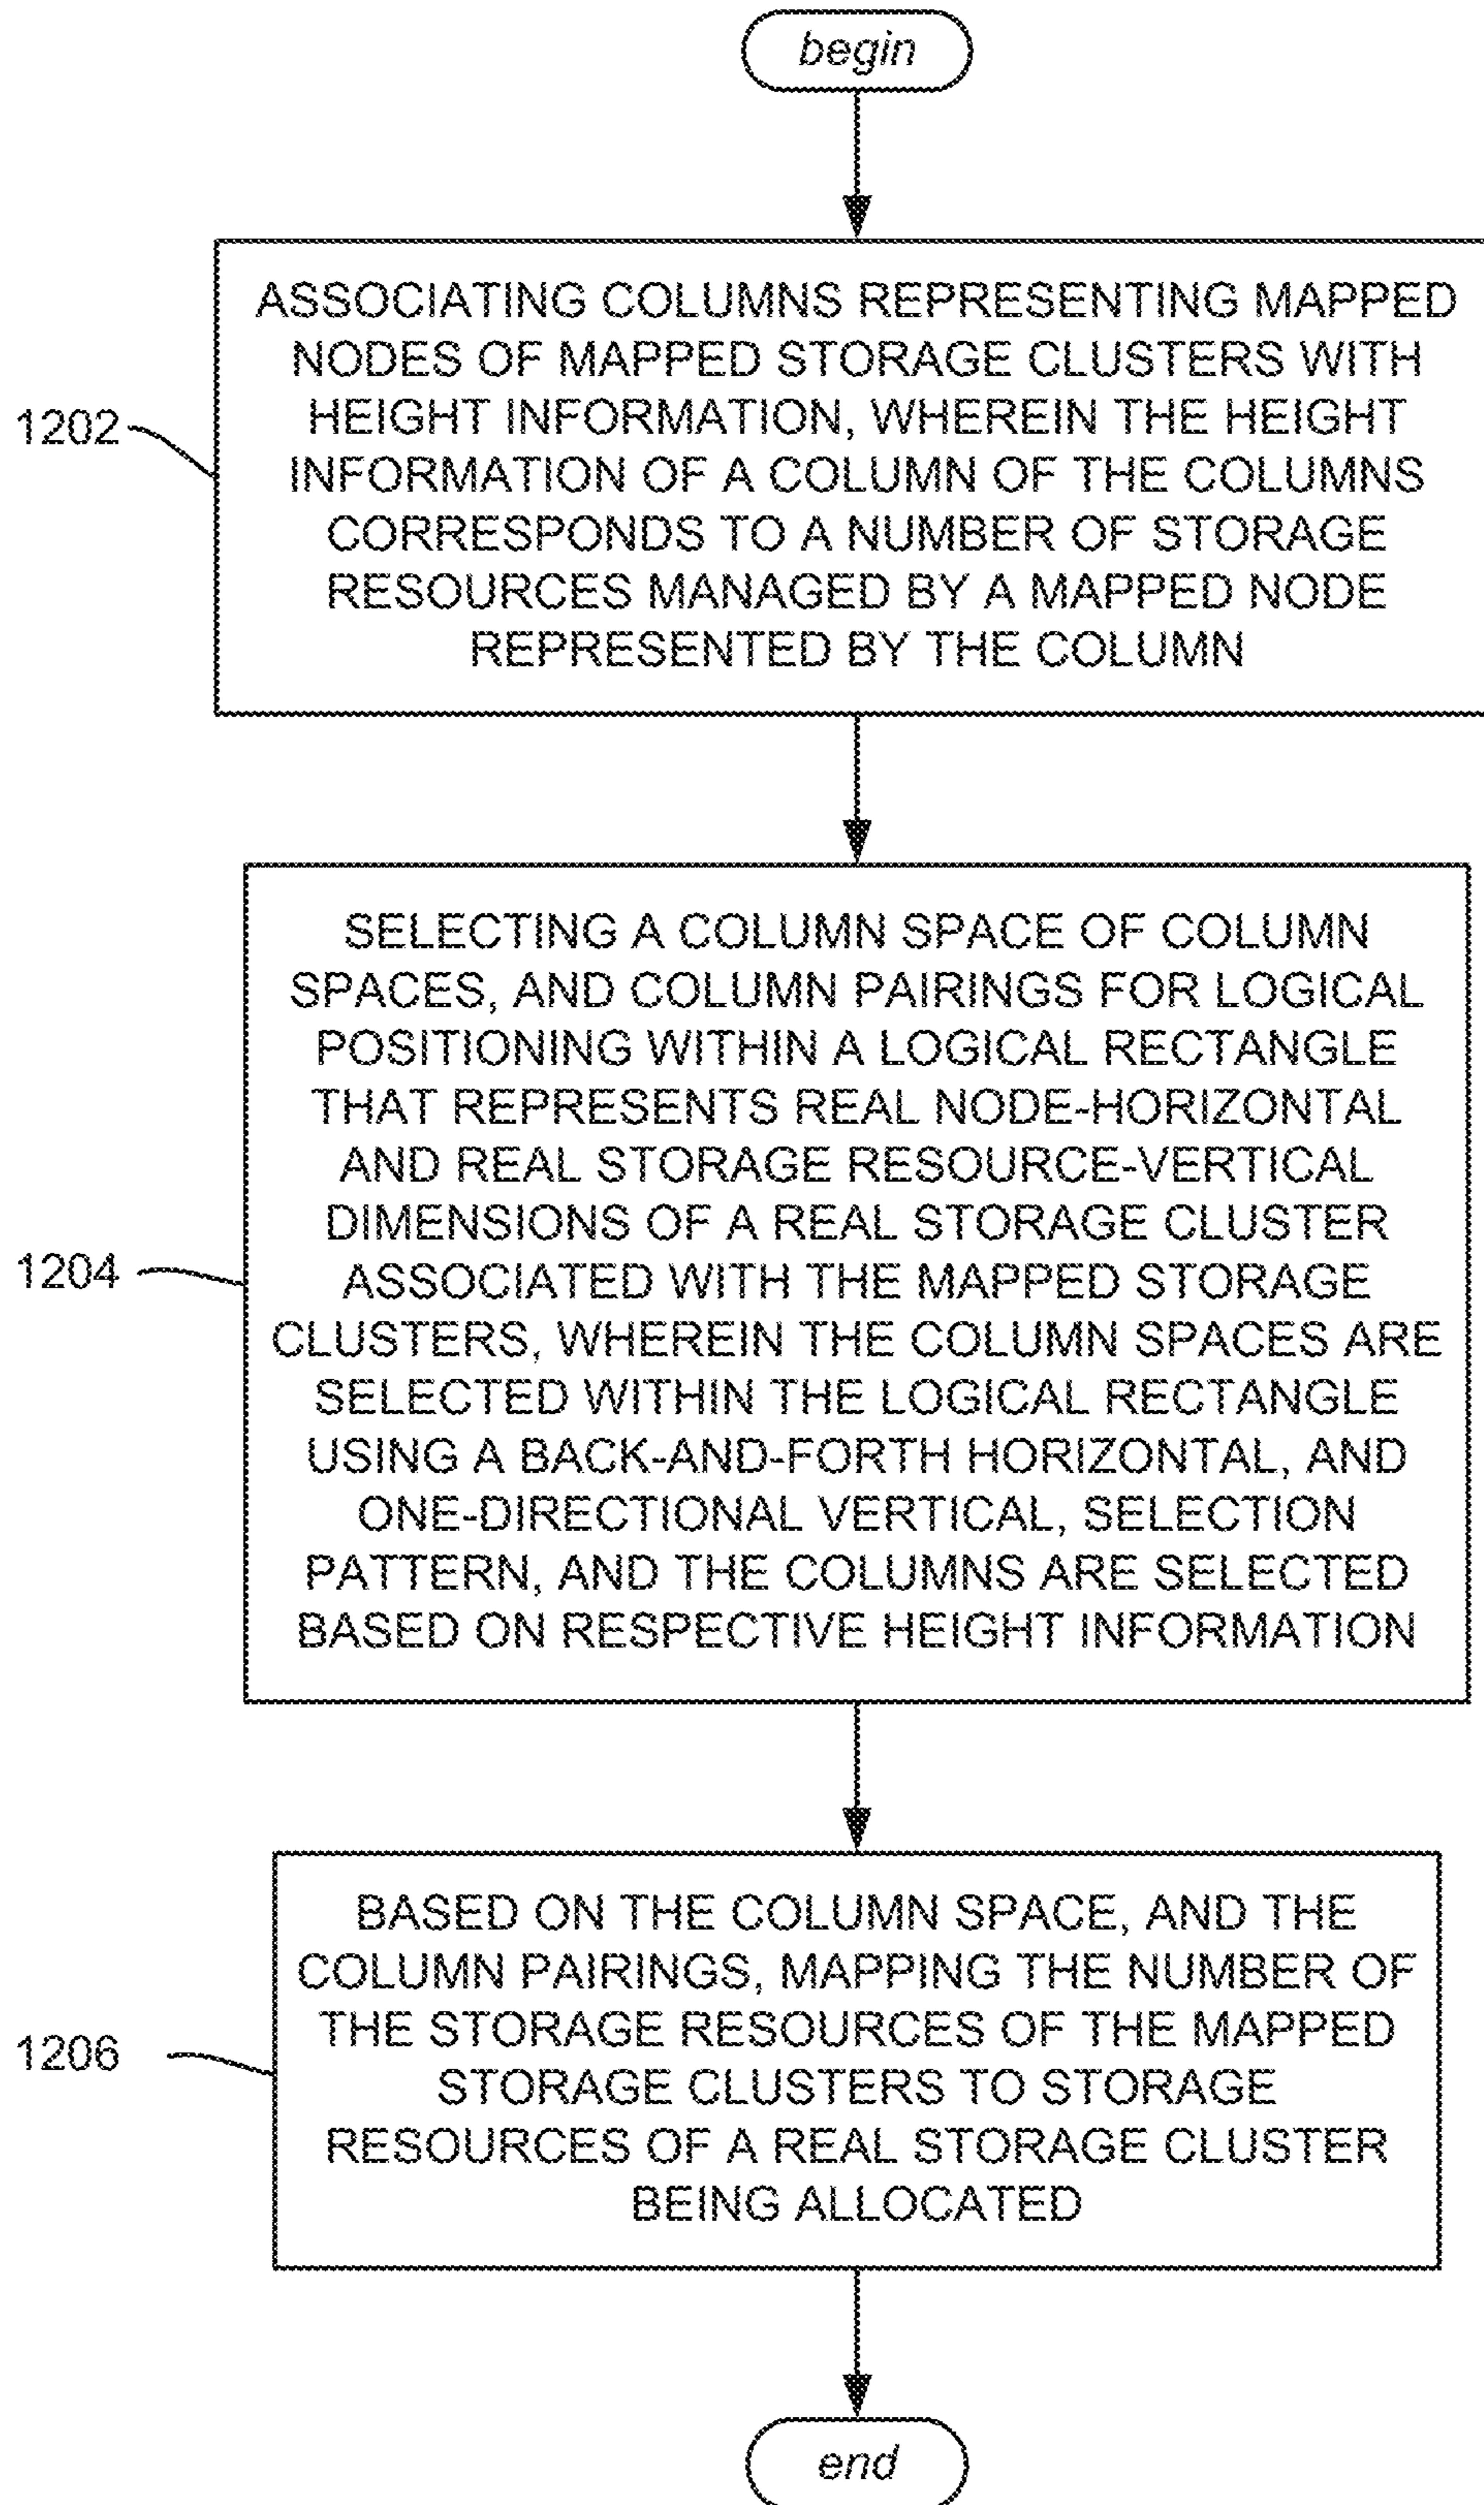 begin
ASSOCIATING COLUMNS REPRESENTING MAPPED
NODES OF MAPPED STORAGE CLUSTERS WITH
HEIGHT INFORMATION, WHEREIN THE HEIGHT
INFORMATION OF A COLUMN OF THE COLUMNS
CORRESPONDS TO A NUMBER OF STORAGE
RESOURCES MANAGED BY A MAPPED NODE
REPRESENTED BY THE COLUMN
1202
SELECTING A COLUMN SPACE OF COLUMN
SPACES, AND COLUMN PAIRINGS FOR LOGICAL
POSITIONING WITHIN A LOGICAL RECTANGLE
THAT REPRESENTS REAL NODE-HORIZONTAL
AND REAL STORAGE RESOURCE-VERTICAL
DIMENSIONS OF A REAL STORAGE CLUSTER
ASSOCIATED WITH THE MAPPED STORAGE
CLUSTERS, WHEREIN THE COLUMN SPACES ARE
SELECTED WITHIN THE LOGICAL RECTANGLE
USING A BACK-AND-FORTH HORIZONTAL, AND
ONE-DIRECTIONAL VERTICAL, SELECTION
PATTERN, AND THE COLUMNS ARE SELECTED
BASED ON RESPECTIVE HEIGHT INFORMATION
1204
BASED ON THE COLUMN SPACE, AND THE
COLUMN PAIRINGS, MAPPING THE NUMBER OF
THE STORAGE RESOURCES OF THE MAPPED
STORAGE CLUSTERS TO STORAGE
RESOURCES OF A REAL STORAGE CLUSTER
BEING ALLOCATED
1206
end